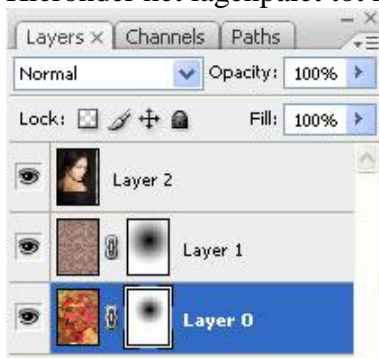 Layers × Channels Paths
Normal Opacity: 100%
Lock: Fill: 100%
Layer 2
Layer 1
Layer 0